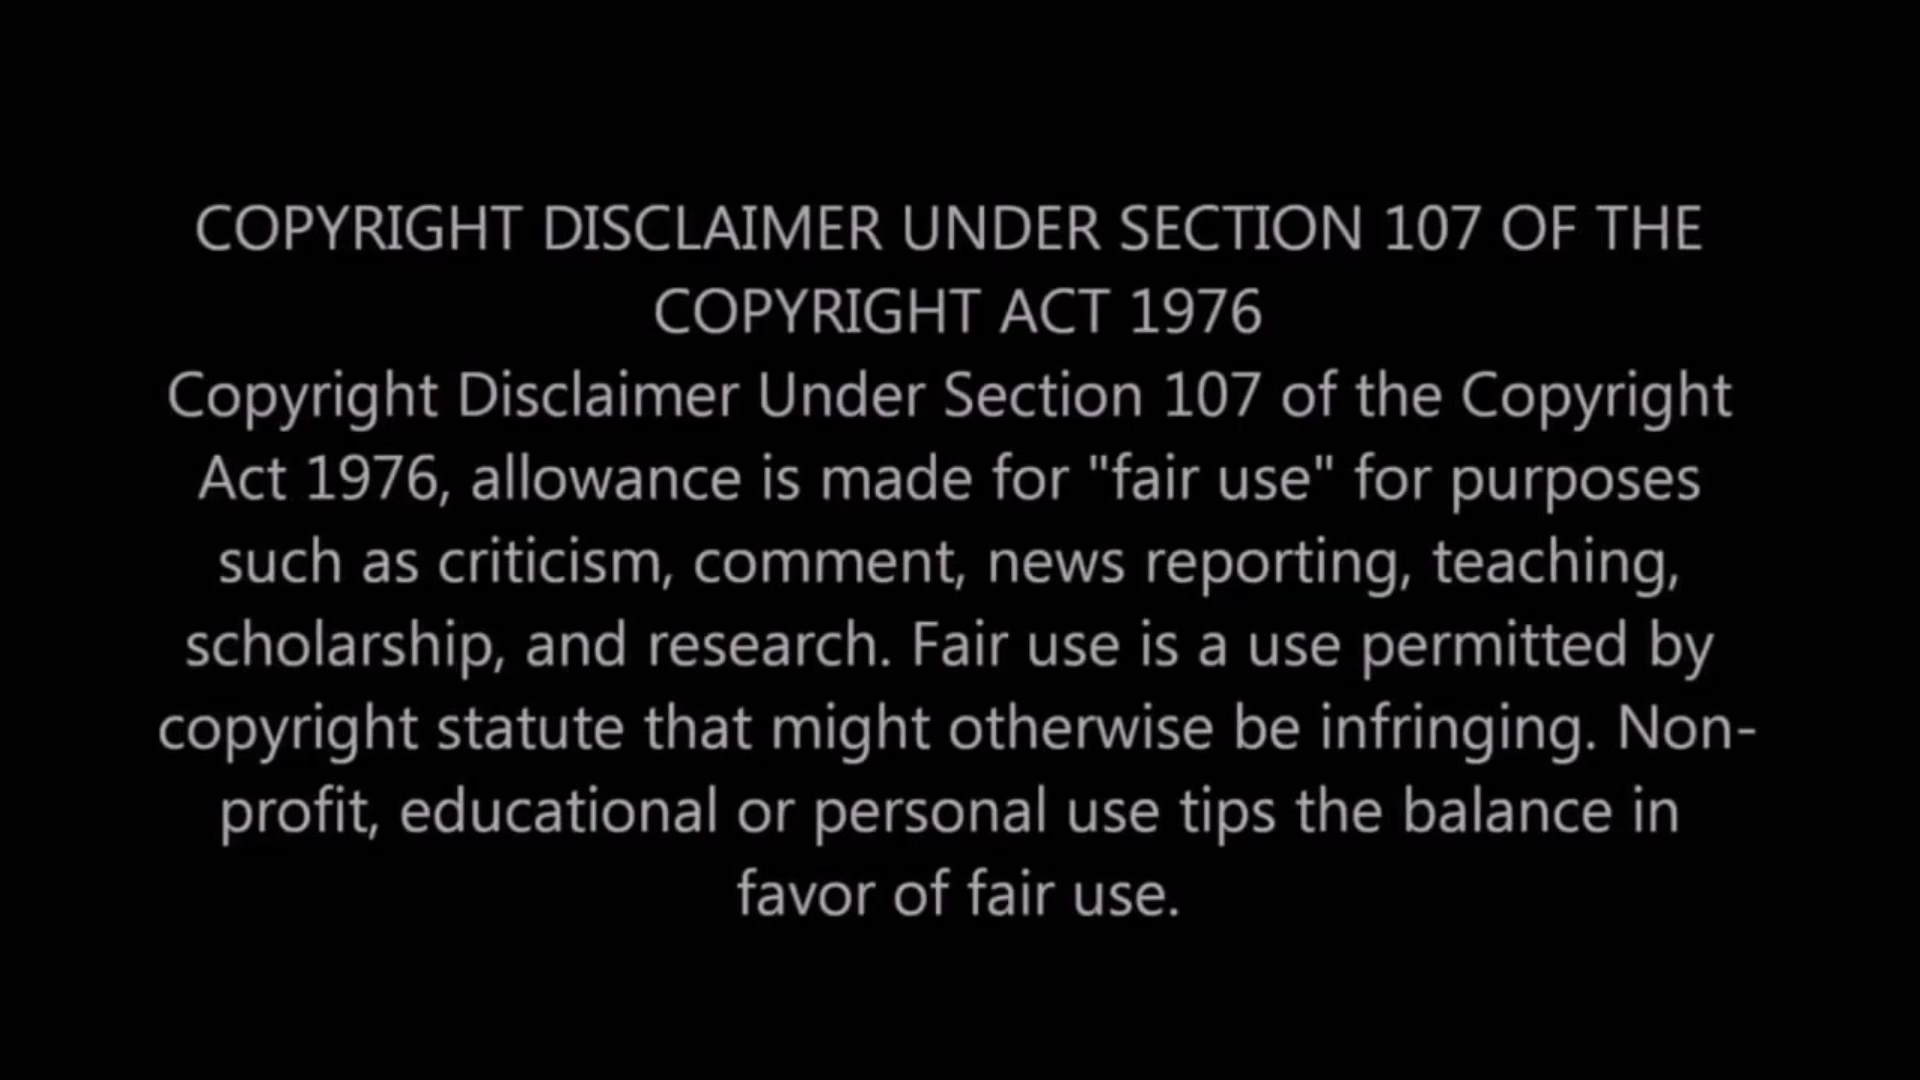 COPYRIGHT DISCLAIMER UNDER SECTION 107 OF THE
COPYRIGHT ACT 1976
Copyright Disclaimer Under Section 107 of the Copyright
Act 1976, allowance is made for "fair use" for purposes
such as criticism, comment, news reporting, teaching,
scholarship, and research. Fair use is a use permitted by
copyright statute that might otherwise be infringing. Non-
profit, educational or personal use tips the balance in
favor of fair use.